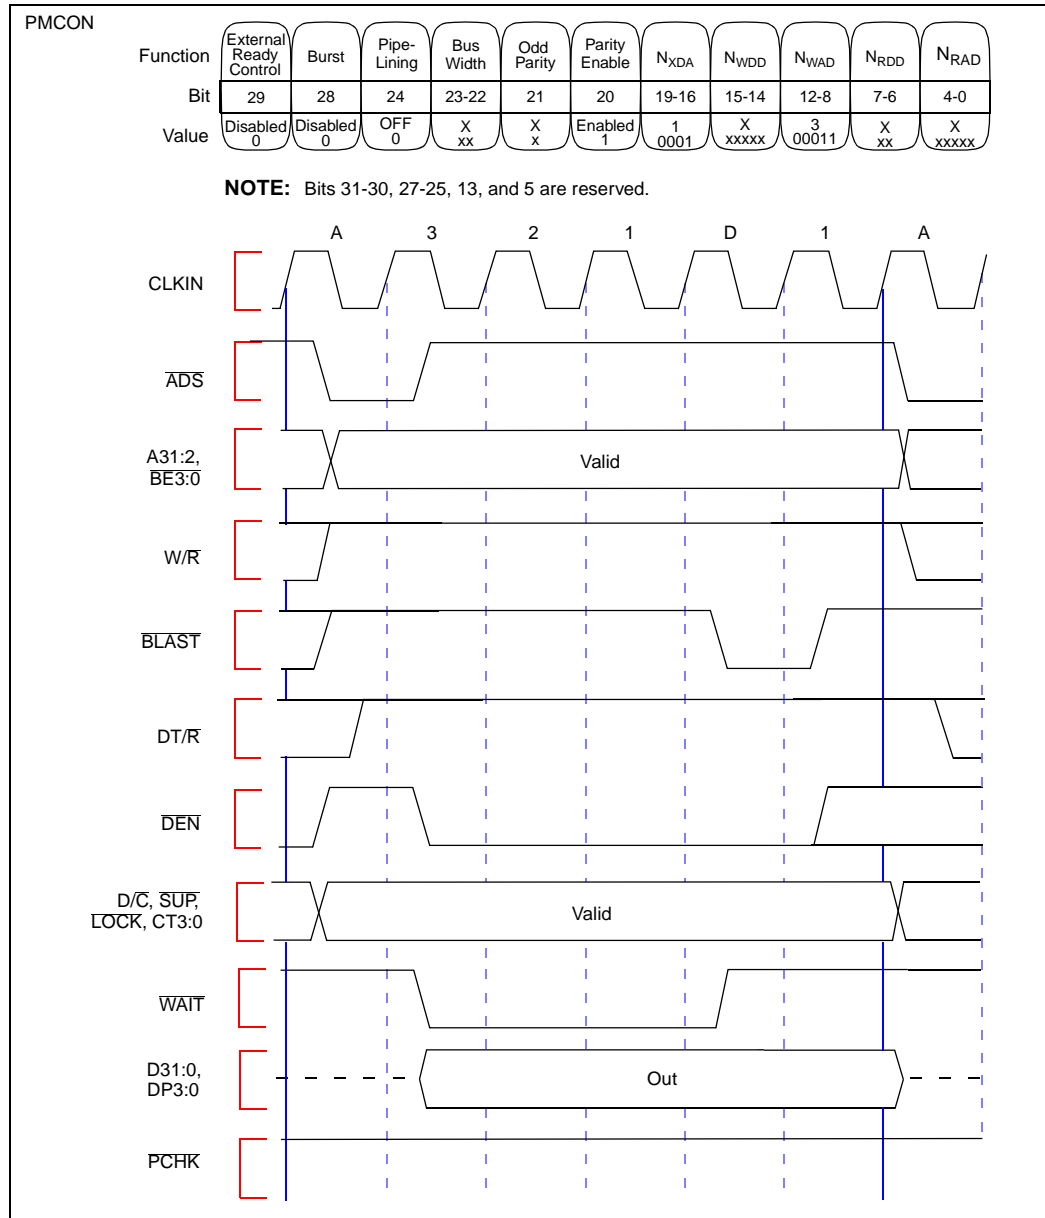 PMCON
Function External Ready Control Burst Pipe-Lining Bus Width Odd Parity Parity Enable NXDA NWDD NWAD NRDD NRAD
Bit 29 28 24 23-22 21 20 19-16 15-14 12-8 7-6 4-0
Value Disabled 0 Disabled 0 OFF 0 X xx X x Enabled 1 1 0001 X xxxxx 3 00011 X xx X xxxxx
NOTE: Bits 31-30, 27-25, 13, and 5 are reserved.
A 3 2 1 D 1 A
CLKIN
ADS
A31:2,
BE3:0
Valid
W/R
BLAST
DT/R
DEN
D/C, SUP,
LOCK, CT3:0
Valid
WAIT
D31:0,
DP3:0
Out
PCHK